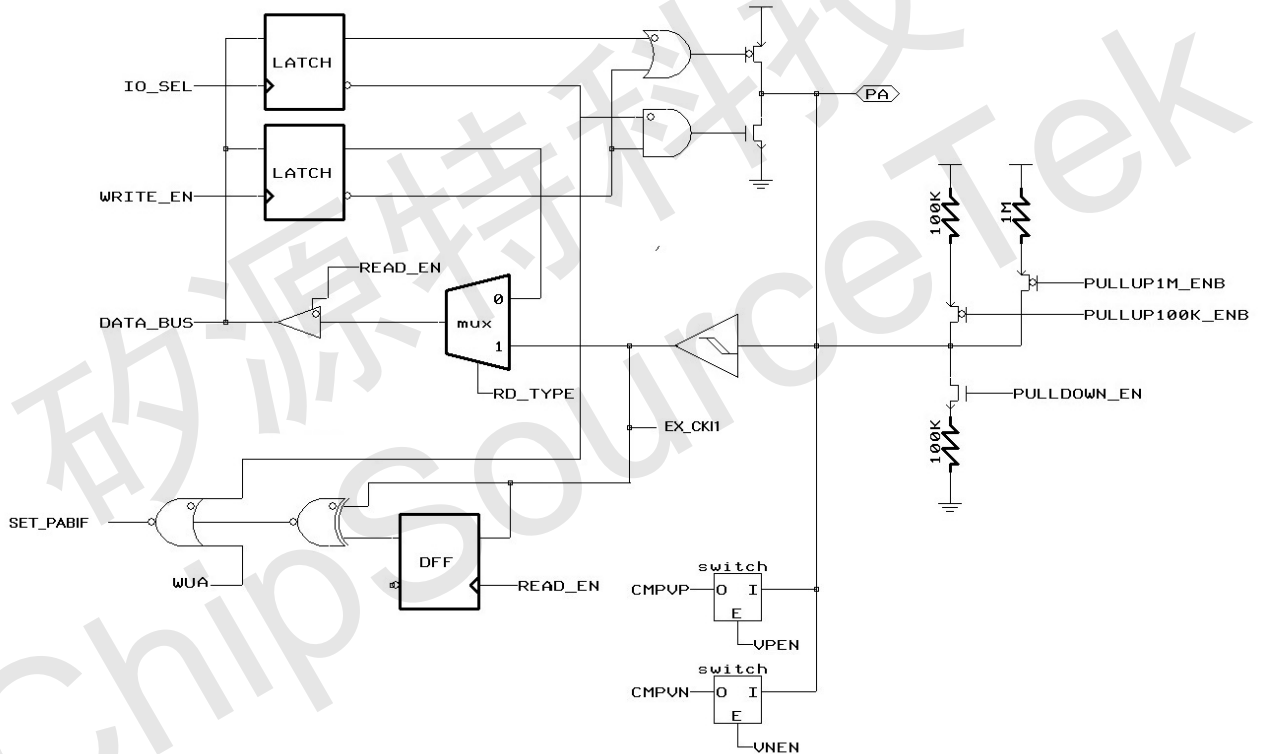 矽源特科技
ChipSourceTek
LATCH
IO_SEL
PA
LATCH
WRITE_EN
100K
1M
READ_EN
PULLUP1M_ENB
0
PULLUP100K_ENB
DATA_BUS
mux
1
RD_TYPE
PULLDOWN_EN
EX_CKI1
100K
SET_PABIF
DFF
WUA
READ_EN
switch
CMPVP
O I
E
VPEN
switch
CMPVN
O I
E
VNEN